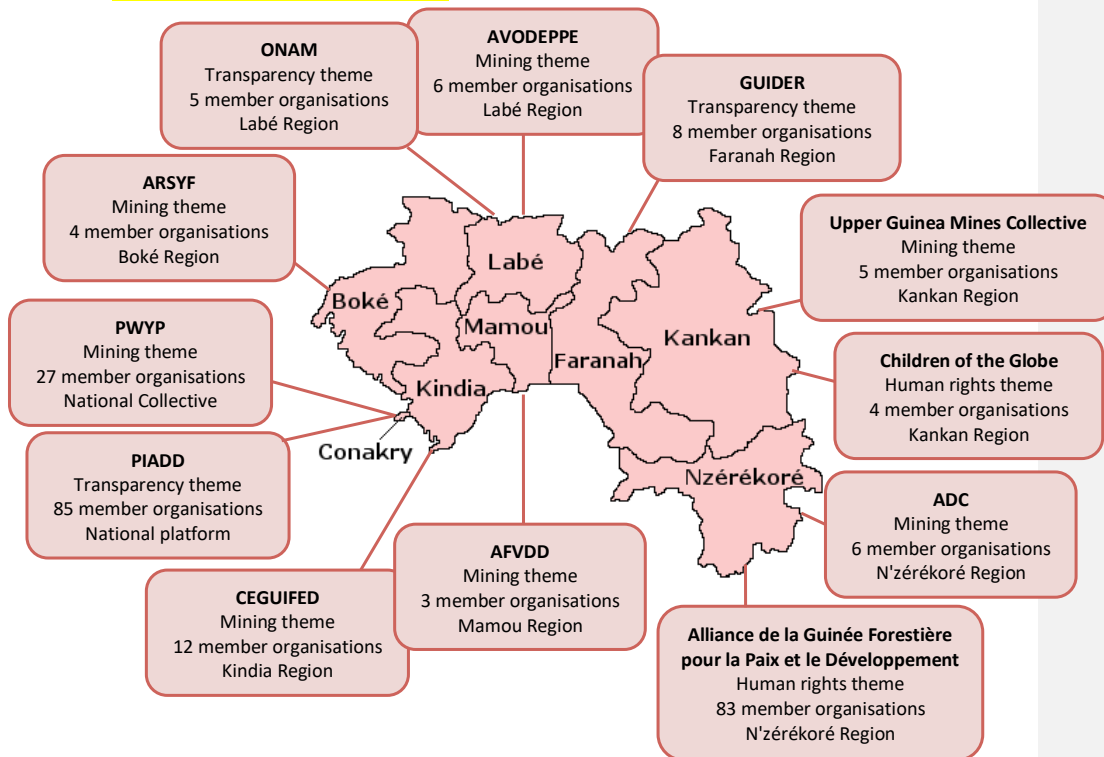 ONAM
Transparency theme
5 member organisations
Labé Region
AVODEPPE
Mining theme
6 member organisations
Labé Region
GUIDER
Transparency theme
8 member organisations
Faranah Region
ARSYF
Mining theme
4 member organisations
Boké Region
Upper Guinea Mines Collective
Mining theme
5 member organisations
Kankan Region
PWYP
Mining theme
27 member organisations
National Collective
Children of the Globe
Human rights theme
4 member organisations
Kankan Region
PIADD
Transparency theme
85 member organisations
National platform
ADC
Mining theme
6 member organisations
N'zérékoré Region
CEGUIFED
Mining theme
12 member organisations
Kindia Region
AFVDD
Mining theme
3 member organisations
Mamou Region
Alliance de la Guinée Forestière
pour la Paix et le Développement
Human rights theme
83 member organisations
N'zérékoré Region
Labé
Boké
Mamou
Kankan
Faranah
Kindia
Conakry
Nzérékoré